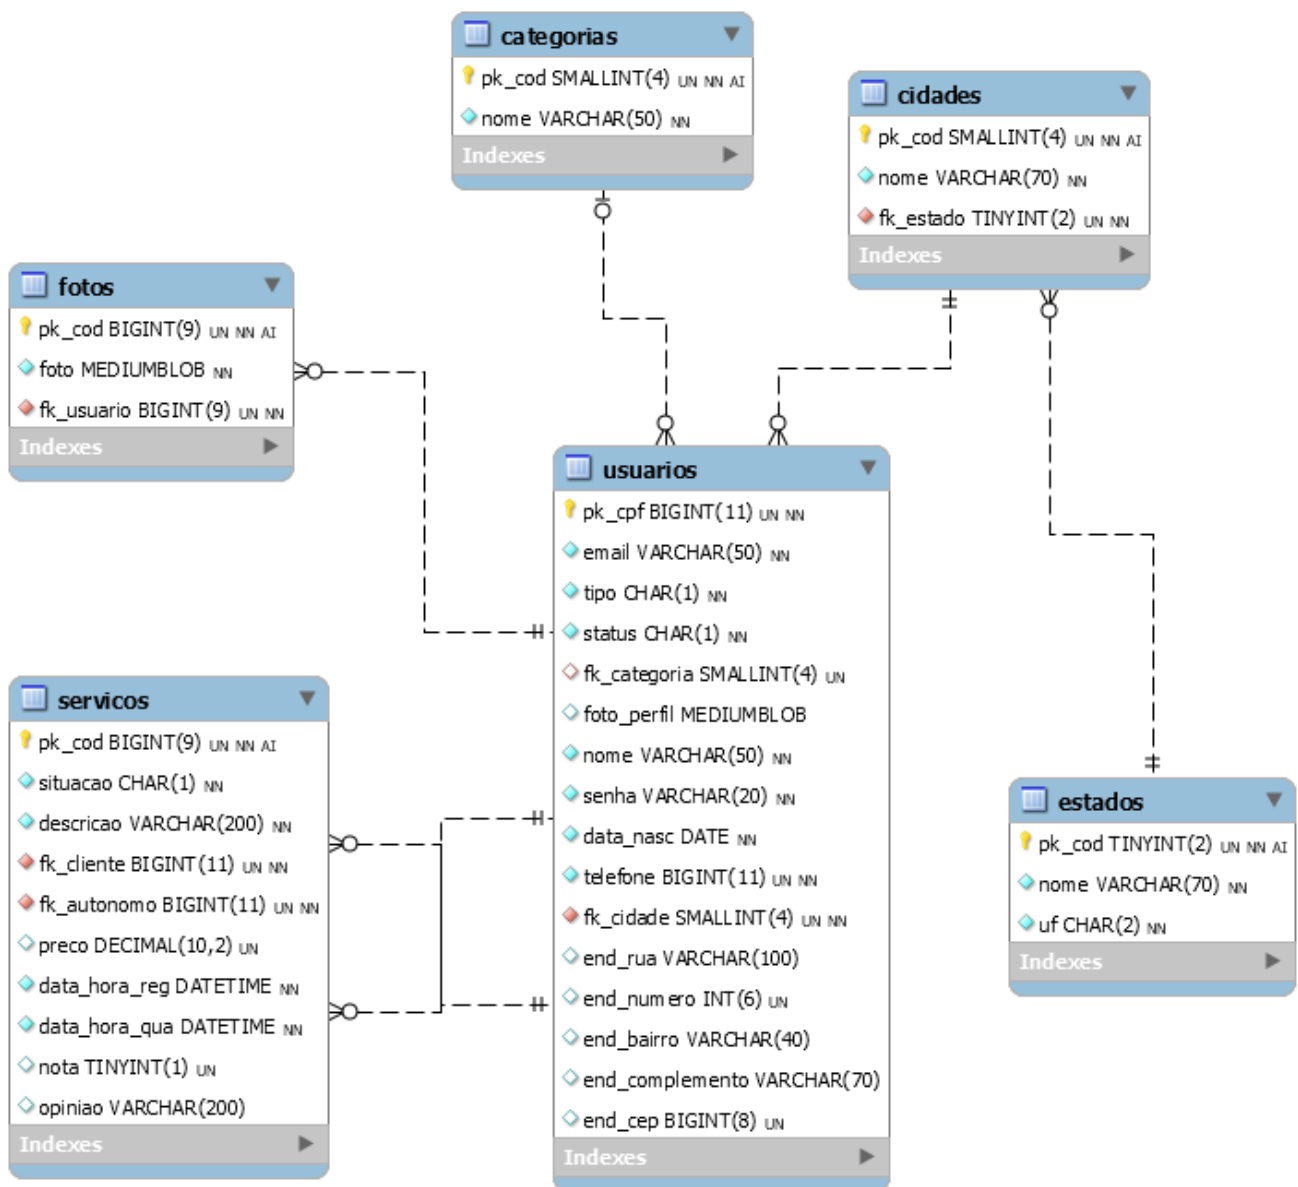 categorias
pk_cod SMALLINT(4) UN NN AI
nome VARCHAR(50) NN
Indexes
cidades
pk_cod SMALLINT(4) UN NN AI
nome VARCHAR(70) NN
fk_estado TINYINT(2) UN NN
Indexes
fotos
pk_cod BIGINT(9) UN NN AI
foto MEDIUMBLOB NN
fk_usuario BIGINT(9) UN NN
Indexes
usuarios
pk_cpf BIGINT(11) UN NN
email VARCHAR(50) NN
tipo CHAR(1) NN
status CHAR(1) NN
fk_categoria SMALLINT(4) UN
foto_perfil MEDIUMBLOB
nome VARCHAR(50) NN
senha VARCHAR(20) NN
data_nasc DATE NN
telefone BIGINT(11) UN NN
fk_cidade SMALLINT(4) UN NN
end_rua VARCHAR(100)
end_numero INT(6) UN
end_bairro VARCHAR(40)
end_complemento VARCHAR(70)
end_cep BIGINT(8) UN
Indexes
servicos
pk_cod BIGINT(9) UN NN AI
situacao CHAR(1) NN
descricao VARCHAR(200) NN
fk_cliente BIGINT(11) UN NN
fk_autonomo BIGINT(11) UN NN
preco DECIMAL(10,2) UN
data_hora_reg DATETIME NN
data_hora_qua DATETIME NN
nota TINYINT(1) UN
opiniao VARCHAR(200)
Indexes
estados
pk_cod TINYINT(2) UN NN AI
nome VARCHAR(70) NN
uf CHAR(2) NN
Indexes